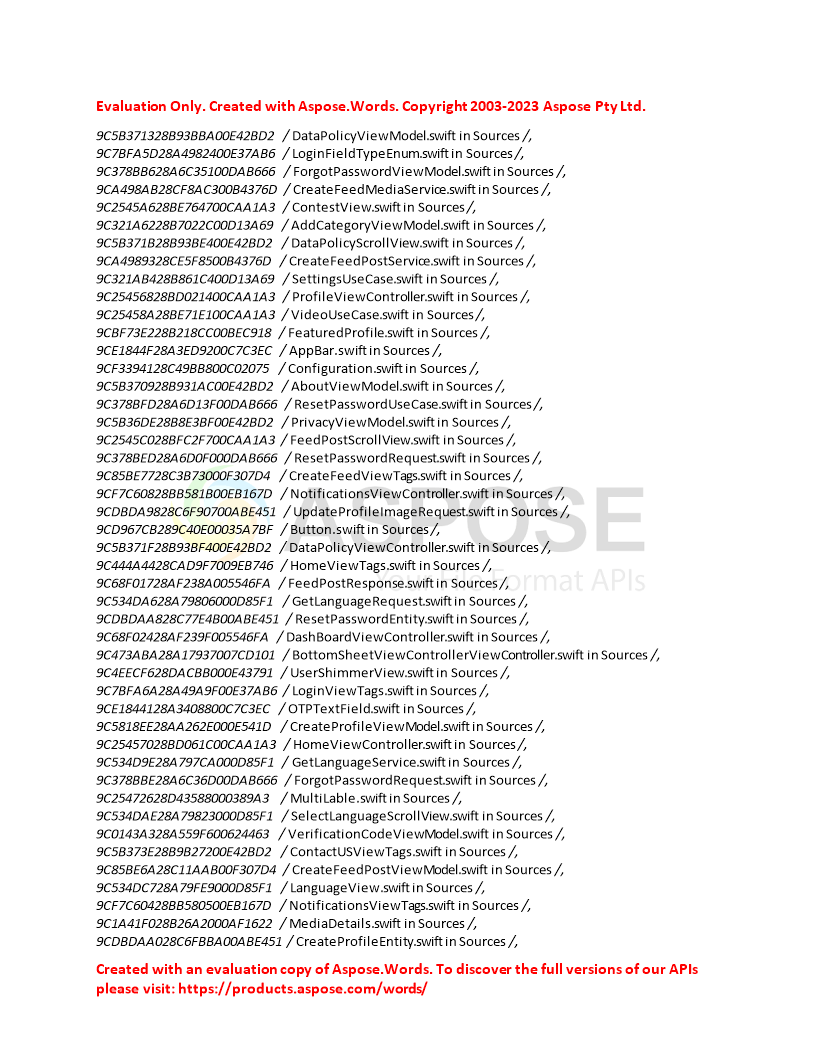 Evaluation Only. Created with Aspose.Words. Copyright 2003-2023 Aspose Pty Ltd.
9C5B371328B93BBA00E42BD2 / DataPolicyViewModel.swift in Sources /,
9C7BFA5D28A4982400E37AB6 / LoginFieldTypeEnum.swift in Sources /,
9C378BB628A6C35100DAB666 / ForgotPasswordViewModel.swift in Sources /,
9CA498AB28CF8AC300B4376D / CreateFeedMediaService.swift in Sources /,
9C2545A628BE764700CAA1A3 / ContestView.swift in Sources /,
9C321A6228B7022C00D13A69 / AddCategoryViewModel.swift in Sources /,
9C5B371B28B93BE400E42BD2 / DataPolicyScrollView.swift in Sources /,
9CA4989328CE5F8500B4376D / CreateFeedPostService.swift in Sources /,
9C321AB428B861C400D13A69 / SettingsUseCase.swift in Sources /,
9C25456828BD021400CAA1A3 / ProfileViewController.swift in Sources /,
9C25458A28BE71E100CAA1A3 / VideoUseCase.swift in Sources /,
9CBF73E228B218CC00BEC918 / FeaturedProfile.swift in Sources /,
9CE1844F28A3ED9200C7C3EC / AppBar.swift in Sources /,
9CF3394128C49BB800C02075 / Configuration.swift in Sources /,
9C5B370928B931AC00E42BD2 / AboutViewModel.swift in Sources /,
9C378BFD28A6D13F00DAB666 / ResetPasswordUseCase.swift in Sources /,
9C5B36DE28B8E3BF00E42BD2 / PrivacyViewModel.swift in Sources /,
9C2545C028BFC2F700CAA1A3 / FeedPostScrollView.swift in Sources /,
9C378BED28A6D0F000DAB666 / ResetPasswordRequest.swift in Sources /,
9C85BE7728C3B73000F307D4 / CreateFeedViewTags.swift in Sources /,
9CF7C60828BB581B00EB167D / NotificationsViewController.swift in Sources /,
9CDBDA9828C6F90700ABE451 / UpdateProfileImageRequest.swift in Sources /,
9CD967CB289C40E00035A7BF / Button.swift in Sources /,
9C5B371F28B93BF400E42BD2 / DataPolicyViewController.swift in Sources /,
9C444A4428CAD9F7009EB746 / HomeViewTags.swift in Sources /,
9C68F01728AF238A005546FA / FeedPostResponse.swift in Sources /,
9C534DA628A79806000D85F1 / GetLanguageRequest.swift in Sources /,
9CDBDAA828C77E4B00ABE451 / ResetPasswordEntity.swift in Sources /,
9C68F02428AF239F005546FA / DashBoardViewController.swift in Sources /,
9C473ABA28A17937007CD101 / BottomSheetViewControllerViewController.swift in Sources /,
9C4EECF628DACBB000E43791 / UserShimmerView.swift in Sources /,
9C7BFA6A28A49A9F00E37AB6 / LoginViewTags.swift in Sources /,
9CE1844128A3408800C7C3EC / OTPTextField.swift in Sources /,
9C5818EE28AA262E000E541D / CreateProfileViewModel.swift in Sources /,
9C25457028BD061C00CAA1A3 / HomeViewController.swift in Sources /,
9C534D9E28A797CA000D85F1 / GetLanguageService.swift in Sources /,
9C378BBE28A6C36D00DAB666 / ForgotPasswordRequest.swift in Sources /,
9C25472628D43588000389A3 / MultiLable.swift in Sources /,
9C534DAE28A79823000D85F1 / SelectLanguageScrollView.swift in Sources /,
9C0143A328A559F600624463 / VerificationCodeViewModel.swift in Sources /,
9C5B373E28B9B27200E42BD2 / ContactUSViewTags.swift in Sources /,
9C85BE6A28C11AAB00F307D4 / CreateFeedPostViewModel.swift in Sources /,
9C534DC728A79FE9000D85F1 / LanguageView.swift in Sources /,
9CF7C60428BB580500EB167D / NotificationsViewTags.swift in Sources /,
9C1A41F028B26A2000AF1622 / MediaDetails.swift in Sources /,
9CDBDAA028C6FBBA00ABE451 / CreateProfileEntity.swift in Sources /,
ASPOSE
Your File Format APIs
Created with an evaluation copy of Aspose.Words. To discover the full versions of our APIs
please visit: https://products.aspose.com/words/